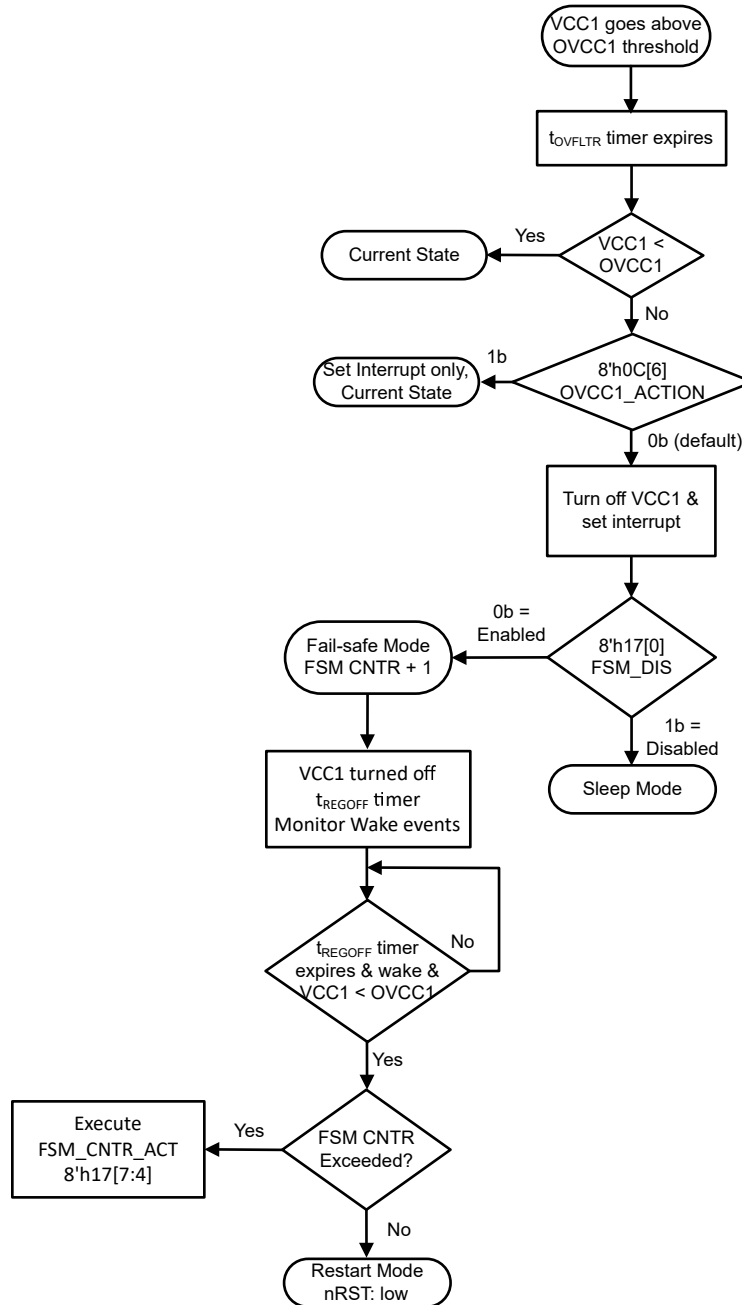 VCC1 goes above
OVCC1 threshold
tOVFLTR timer expires
Yes
VCC1 <
OVCC1
Current State
No
1b
8'h0C[6]
OVCC1_ACTION
Set Interrupt only,
Current State
0b (default)
Turn off VCC1 &
set interrupt
0b =
Enabled
8'h17[0]
FSM_DIS
Fail-safe Mode
FSM CNTR + 1
1b =
Disabled
Sleep Mode
VCC1 turned off
tREGOFF timer
Monitor Wake events
tREGOFF timer
expires & wake &
VCC1 < OVCC1
No
Yes
FSM CNTR
Exceeded?
Yes
Execute
FSM_CNTR_ACT
8'h17[7:4]
No
Restart Mode
nRST: low